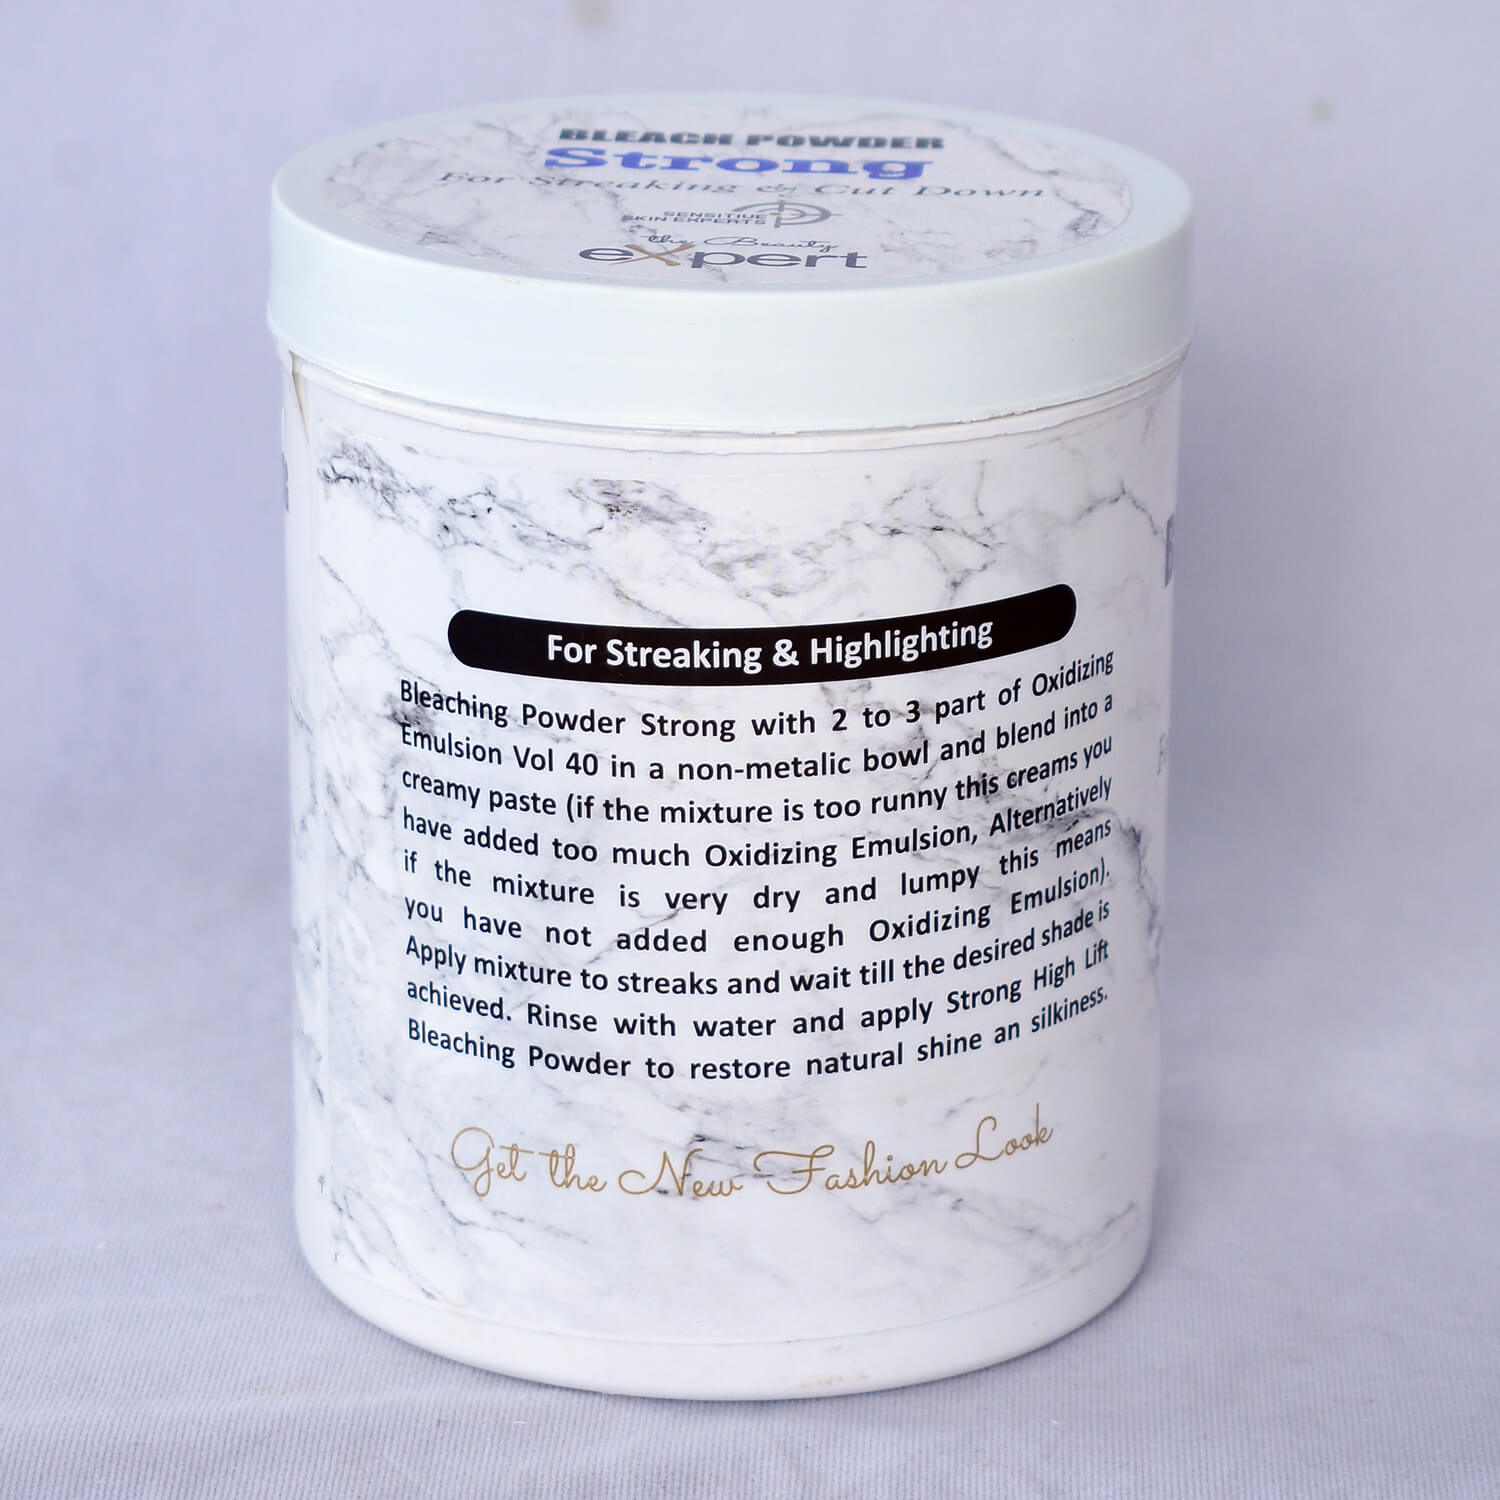 BLEACH POWDER
Strong
For Streaking & Cut Down
SENSITIVE
SKIN EXPERTS
the Beauty
expert
For Streaking & Highlighting
Bleaching Powder Strong with 2 to 3 part of Oxidizing
Emulsion Vol 40 in a non-metalic bowl and blend into a
creamy paste (if the mixture is too runny this creams you
have added too much Oxidizing Emulsion, Alternatively
if the mixture is very dry and lumpy this means
you have not added enough Oxidizing Emulsion).
Apply mixture to streaks and wait till the desired shade is
achieved. Rinse with water and apply Strong High Lift
Bleaching Powder to restore natural shine an silkiness.
Get the New Fashion Look